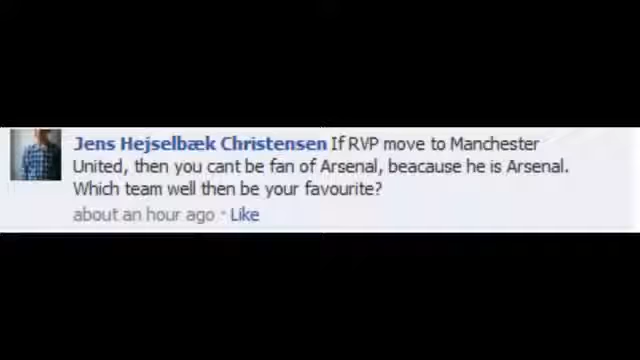 Jens Hejselbæk Christensen If RVP move to Manchester
United, then you cant be fan of Arsenal, beacause he is Arsenal.
Which team well then be your favourite?
about an hour ago · Like